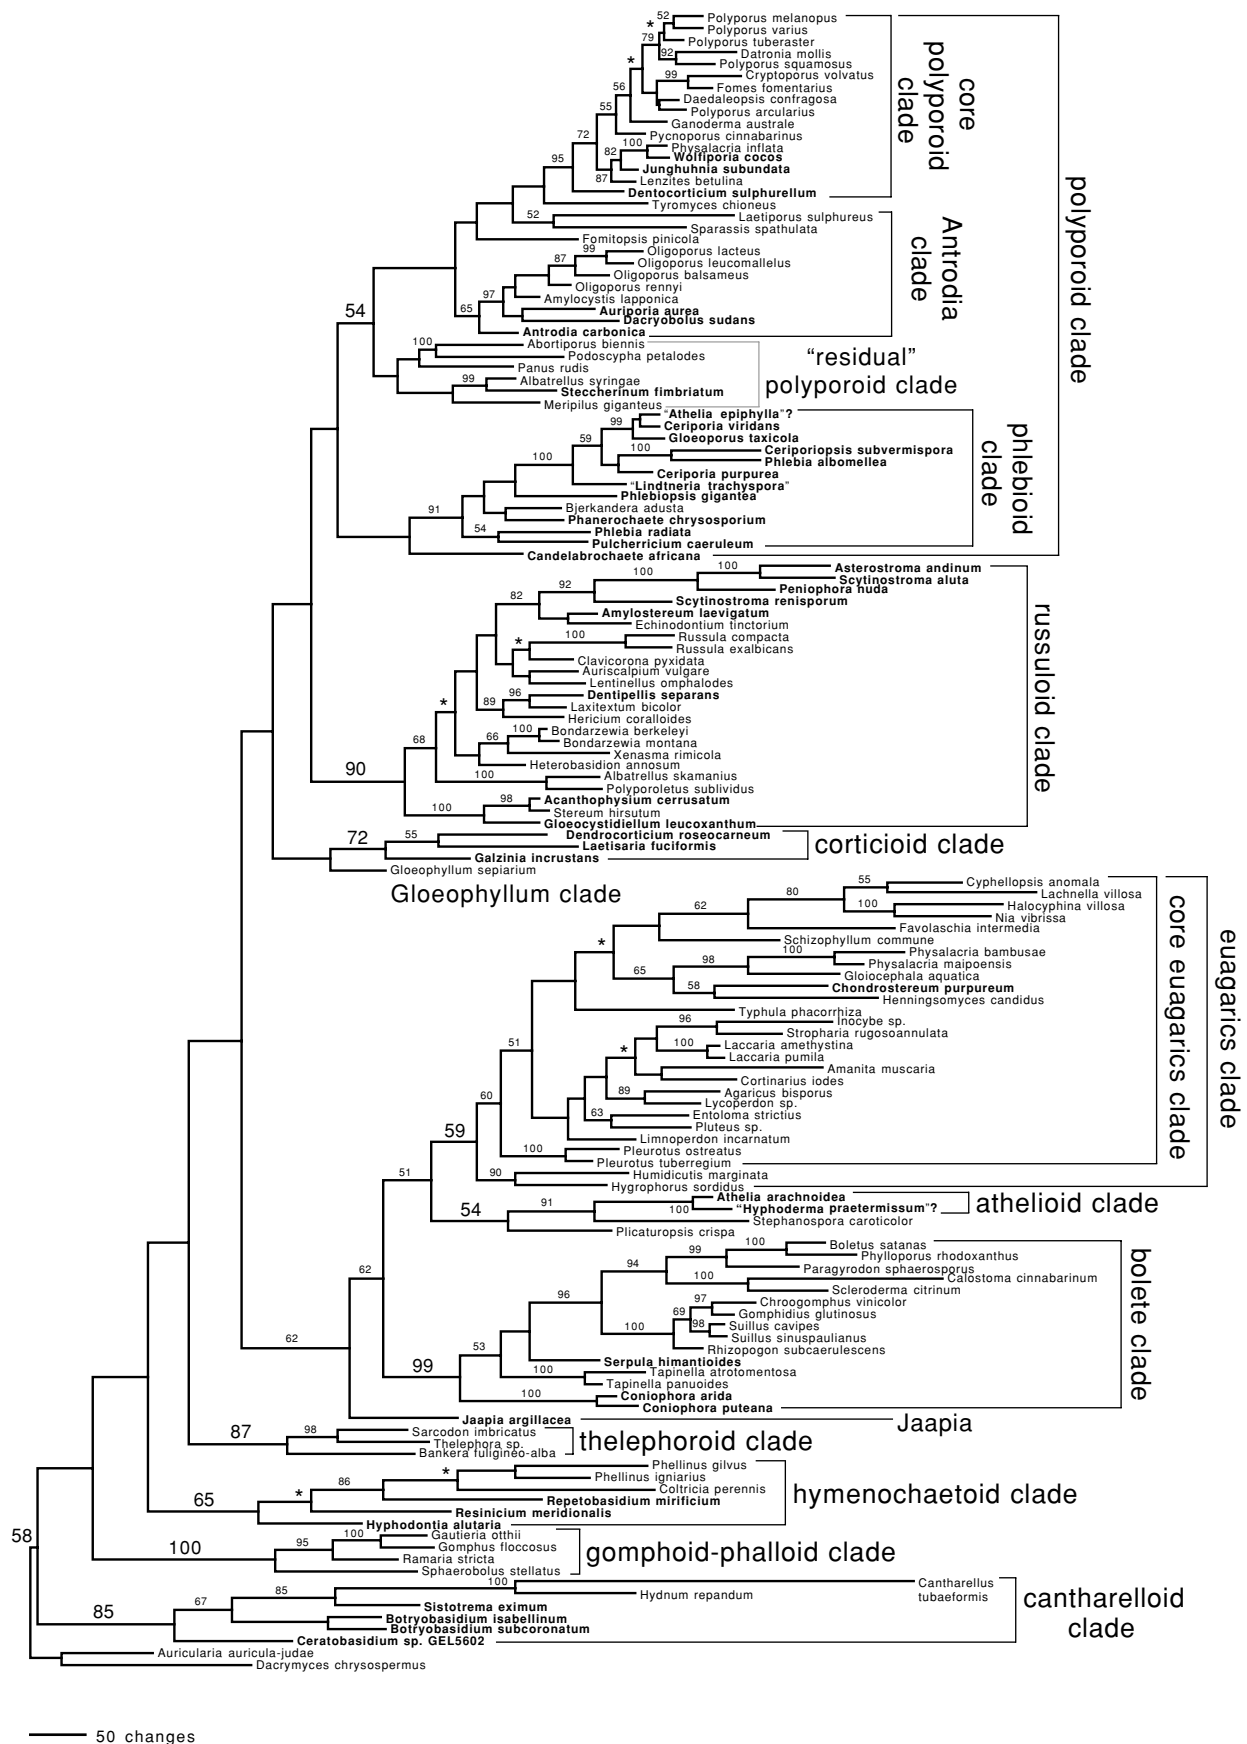 52
Polyporus melanopus
*
Polyporus varius
79
Polyporus tuberaster
92
Datronia mollis
*
Polyporus squamosus
99
Cryptoporus volvatus
56
Fomes fomentarius
Daedaleopsis confragosa
55
Polyporus arcularius
Ganoderma australe
72
Pycnoporus cinnabarinus
82
100
Physalacria inflata
95
Wolfiporia cocos
Junghuhnia subundata
87
Lenzites betulina
Dentocorticium sulphurellum
Tyromyces chioneus
core
polyporoid
clade
52
Laetiporus sulphureus
Sparassis spathulata
Fomitopsis pinicola
99
Oligoporus lacteus
87
Oligoporus leucomallelus
Oligoporus balsameus
Oligoporus rennyi
97
Amylocystis lapponica
65
Auriporia aurea
Dacryobolus sudans
Antrodia carbonica
Antrodia
clade
54
100
Abortiporus biennis
Podoscypha petalodes
Panus rudis
99
Albatrellus syringae
Steccherinum fimbriatum
Meripilus giganteus
“residual”
polyporoid clade
polyporoid clade
“Athelia epiphylla”?
99
Ceriporia viridans
59
Gloeoporus taxicola
100
Ceriporiopsis subvermispora
100
Phlebia albomellea
Ceriporia purpurea
“Lindtneria trachyspora”
Phlebiopsis gigantea
Bjerkandera adusta
91
Phanerochaete chrysosporium
54
Phlebia radiata
Pulcherricium caeruleum
Candelabrochaete africana
phlebioid
clade
100
Asterostroma andinum
100
Scytinostroma aluta
92
Peniophora nuda
82
Scytinostroma renisporum
Amylostereum laevigatum
Echinodontium tinctorium
*
100
Russula compacta
Russula exalbicans
Clavicorona pyxidata
Auriscalpium vulgare
Lentinellus omphalodes
96
Dentipellis separans
*
89
Laxitextum bicolor
Hericium coralloides
100
Bondarzewia berkeleyi
68
66
Bondarzewia montana
Xenasma rimicola
90
Heterobasidion annosum
100
Albatrellus skamanius
Polyporoletus sublividus
98
Acanthophysium cerrusatum
100
Stereum hirsutum
Gloeocystidiellum leucoxanthum
russuloid clade
72
55
Dendrocorticium roseocarneum
Laetisaria fuciformis
Galzinia incrustans
corticioid clade
Gloeophyllum sepiarium
Gloeophyllum clade
55
Cyphellopsis anomala
80
Lachnella villosa
100
Halocyphina villosa
62
Nia vibrissa
Favolaschia intermedia
*
Schizophyllum commune
100
Physalacria bambusae
98
Physalacria maipoensis
65
Gloiocephala aquatica
58
Chondrostereum purpureum
Henningsomyces candidus
Typhula phacorrhiza
96
Inocybe sp.
Stropharia rugosoannulata
51
*
100
Laccaria amethystina
Laccaria pumila
Amanita muscaria
Cortinarius iodes
60
89
Agaricus bisporus
Lycoperdon sp.
63
Entoloma strictius
Pluteus sp.
59
Limnoperdon incarnatum
100
Pleurotus ostreatus
Pleurotus tuberregium
51
90
Humidicutis marginata
Hygrophorus sordidus
core euagarics clade
euagarics clade
54
91
Athelia arachnoidea
100
“Hyphoderma praetermissum”?
Stephanospora caroticolor
Plicaturopsis crispa
athelioid clade
100
Boletus satanas
99
Phylloporus rhodoxanthus
94
Paragyrodon sphaerosporus
62
100
Calostoma cinnabarinum
Scleroderma citrinum
96
97
Chroogomphus vinicolor
69
Gomphidius glutinosus
98
Suillus cavipes
100
Suillus sinuspaulianus
62
Rhizopogon subcaerulescens
53
Serpula himantioides
99
100
Tapinella atrotomentosa
Tapinella panuoides
100
Coniophora arida
Coniophora puteana
bolete clade
Jaapia argillacea
Jaapia
87
98
Sarcodon imbricatus
Thelephora sp.
Bankera fuligineo-alba
thelephoroid clade
*
Phellinus gilvus
86
Phellinus igniarius
*
Coltricia perennis
65
Repetobasidium mirificium
Resinicium meridionalis
Hyphodontia alutaria
hymenochaetoid clade
58
100
Gautieria otthii
95
Gomphus floccosus
100
Ramaria stricta
Sphaerobolus stellatus
gomphoid-phalloid clade
100
Cantharellus
tubaeformis
85
Hydnum repandum
67
Sistotrema eximum
85
Botryobasidium isabellinum
Botryobasidium subcoronatum
Ceratobasidium sp. GEL5602
cantharelloid
clade
Auricularia auricula-judae
Dacrymyces chrysospermus
50 changes